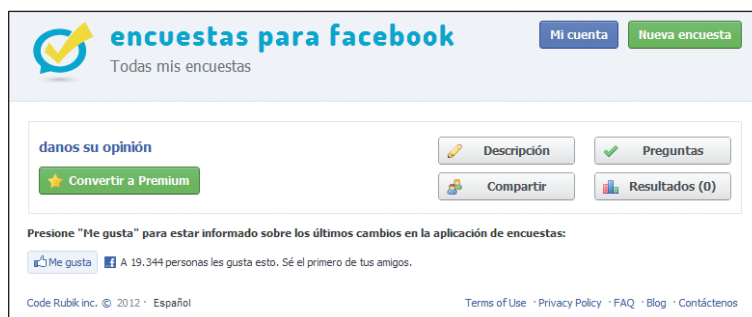 encuestas para facebook
Todas mis encuestas
Mi cuenta
Nueva encuesta
danos su opinión
Convertir a Premium
Descripción
Preguntas
Compartir
Resultados (0)
Presione "Me gusta" para estar informado sobre los últimos cambios en la aplicación de encuestas:
Me gusta
A 19.344 personas les gusta esto. Sé el primero de tus amigos.
Code Rubik inc. © 2012 · Español
Terms of Use · Privacy Policy · FAQ · Blog · Contáctenos